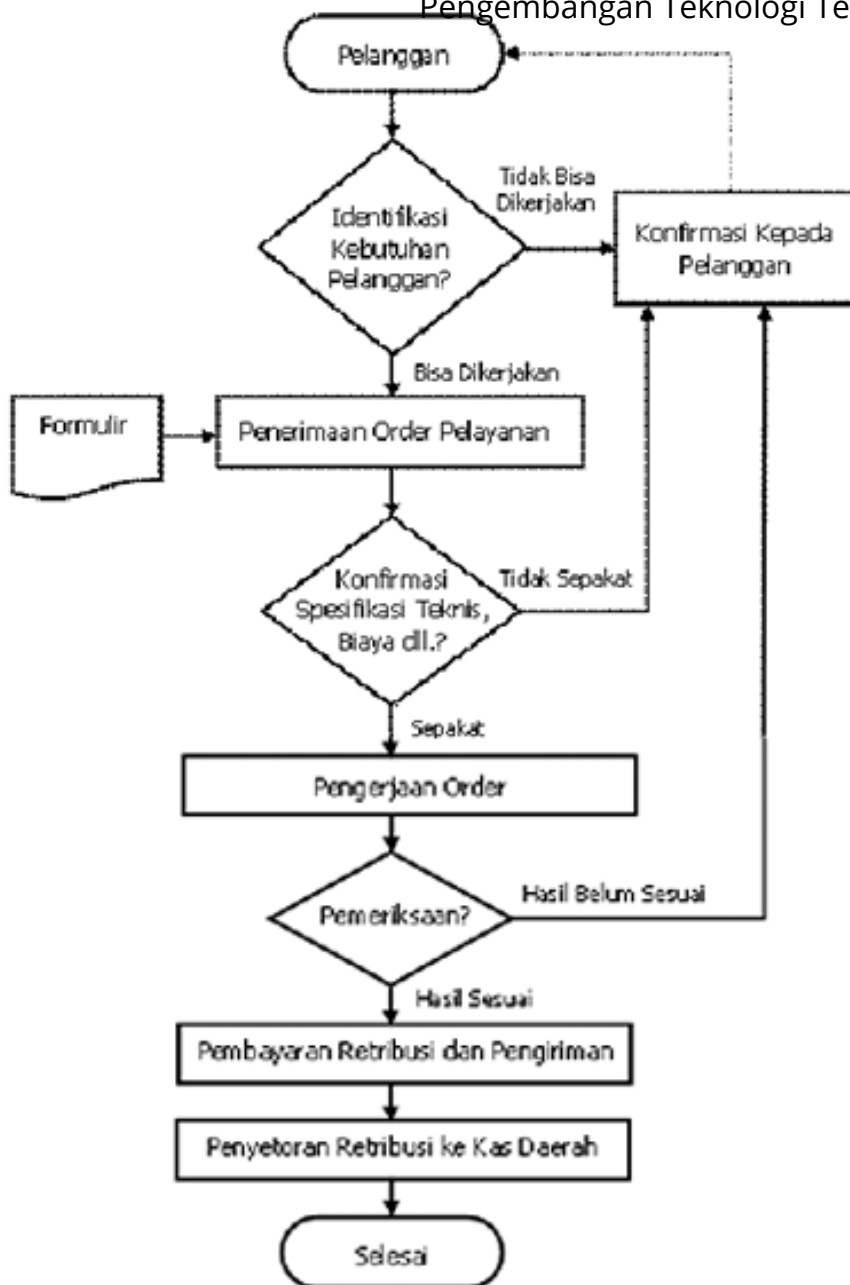 Pengembangan Teknologi Te
Pelanggan
Tidak Bisa
Dikerjakan
Identifikasi
Kebutuhan
Pelanggan?
Konfirmasi Kepada
Pelanggan
Bisa Dikerjakan
Formulir
Penerimaan Order Pelayanan
Konfirmasi
Spesifikasi Teknis,
Biaya dll.?
Tidak Sepakat
Sepakat
Pengerjaan Order
Pemeriksaan?
Hasil Belum Sesuai
Hasil Sesuai
Pembayaran Retribusi dan Pengiriman
Penyetoran Retribusi ke Kas Daerah
Selesai